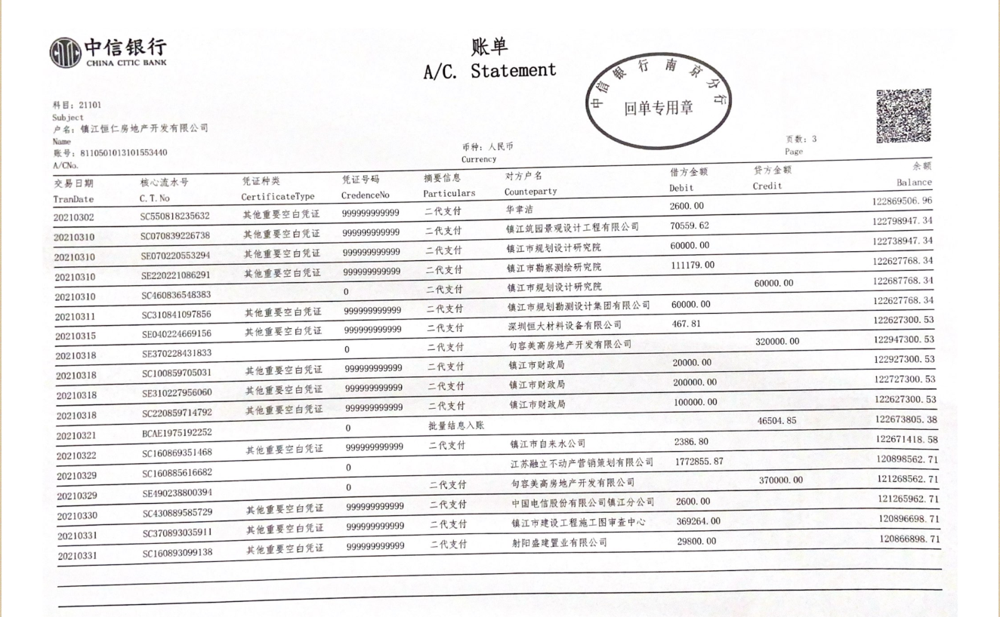 中信银行
CHINA CITIC BANK
账单
A/C. Statement
中信银行南京分行
回单专用章
科目: 21101
Subject
户名: 镇江恒仁房地产开发有限公司
Name
账号: 8110501013101553440
A/CNo.
币种: 人民币
Currency
页数: 3
Page
交易日期 核心流水号 凭证种类 凭证号码 摘要信息 对方户名 借方金额 贷方金额 余额
TranDate C.T.No CertificateType CredenceNo Particulars Counteparty Debit Credit Balance
20210302 SC550818235632 其他重要空白凭证 999999999999 二代支付 华聿洁 2600.00 122869506.96
20210310 SC070839226738 其他重要空白凭证 999999999999 二代支付 镇江筑园景观设计工程有限公司 70559.62 122798947.34
20210310 SE070220553294 其他重要空白凭证 999999999999 二代支付 镇江市规划设计研究院 60000.00 122738947.34
20210310 SE220221086291 其他重要空白凭证 999999999999 二代支付 镇江市勘察测绘研究院 111179.00 122627768.34
20210310 SC460836548383 0 二代支付 镇江市规划设计研究院 60000.00 122687768.34
20210311 SC310841097856 其他重要空白凭证 999999999999 二代支付 镇江市规划勘测设计集团有限公司 60000.00 122627768.34
20210315 SE040224669156 其他重要空白凭证 999999999999 二代支付 深圳恒大材料设备有限公司 467.81 122627300.53
20210318 SE370228431833 0 二代支付 句容美高房地产开发有限公司 320000.00 122947300.53
20210318 SC100859705031 其他重要空白凭证 999999999999 二代支付 镇江市财政局 20000.00 122927300.53
20210318 SE310227956060 其他重要空白凭证 999999999999 二代支付 镇江市财政局 200000.00 122727300.53
20210318 SC220859714792 其他重要空白凭证 999999999999 二代支付 镇江市财政局 100000.00 122627300.53
20210321 BCAE1975192252 0 批量结息入账 46504.85 122673805.38
20210322 SC160869351468 其他重要空白凭证 999999999999 二代支付 镇江市自来水公司 2386.80 122671418.58
20210329 SC160885616682 0 江苏融立不动产营销策划有限公司 1772855.87 120898562.71
20210329 SE490238800394 0 二代支付 句容美高房地产开发有限公司 370000.00 121268562.71
20210330 SC430889585729 其他重要空白凭证 999999999999 二代支付 中国电信股份有限公司镇江分公司 2600.00 121265962.71
20210331 SC370893035911 其他重要空白凭证 999999999999 二代支付 镇江市建设工程施工图审查中心 369264.00 120896698.71
20210331 SC160893099138 其他重要空白凭证 999999999999 二代支付 射阳盛建置业有限公司 29800.00 120866898.71